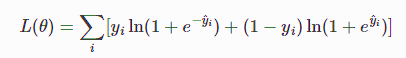 L(θ) = ∑_i [y_i ln(1 + e^{-ŷ_i}) + (1 − y_i) ln(1 + e^{ŷ_i})]